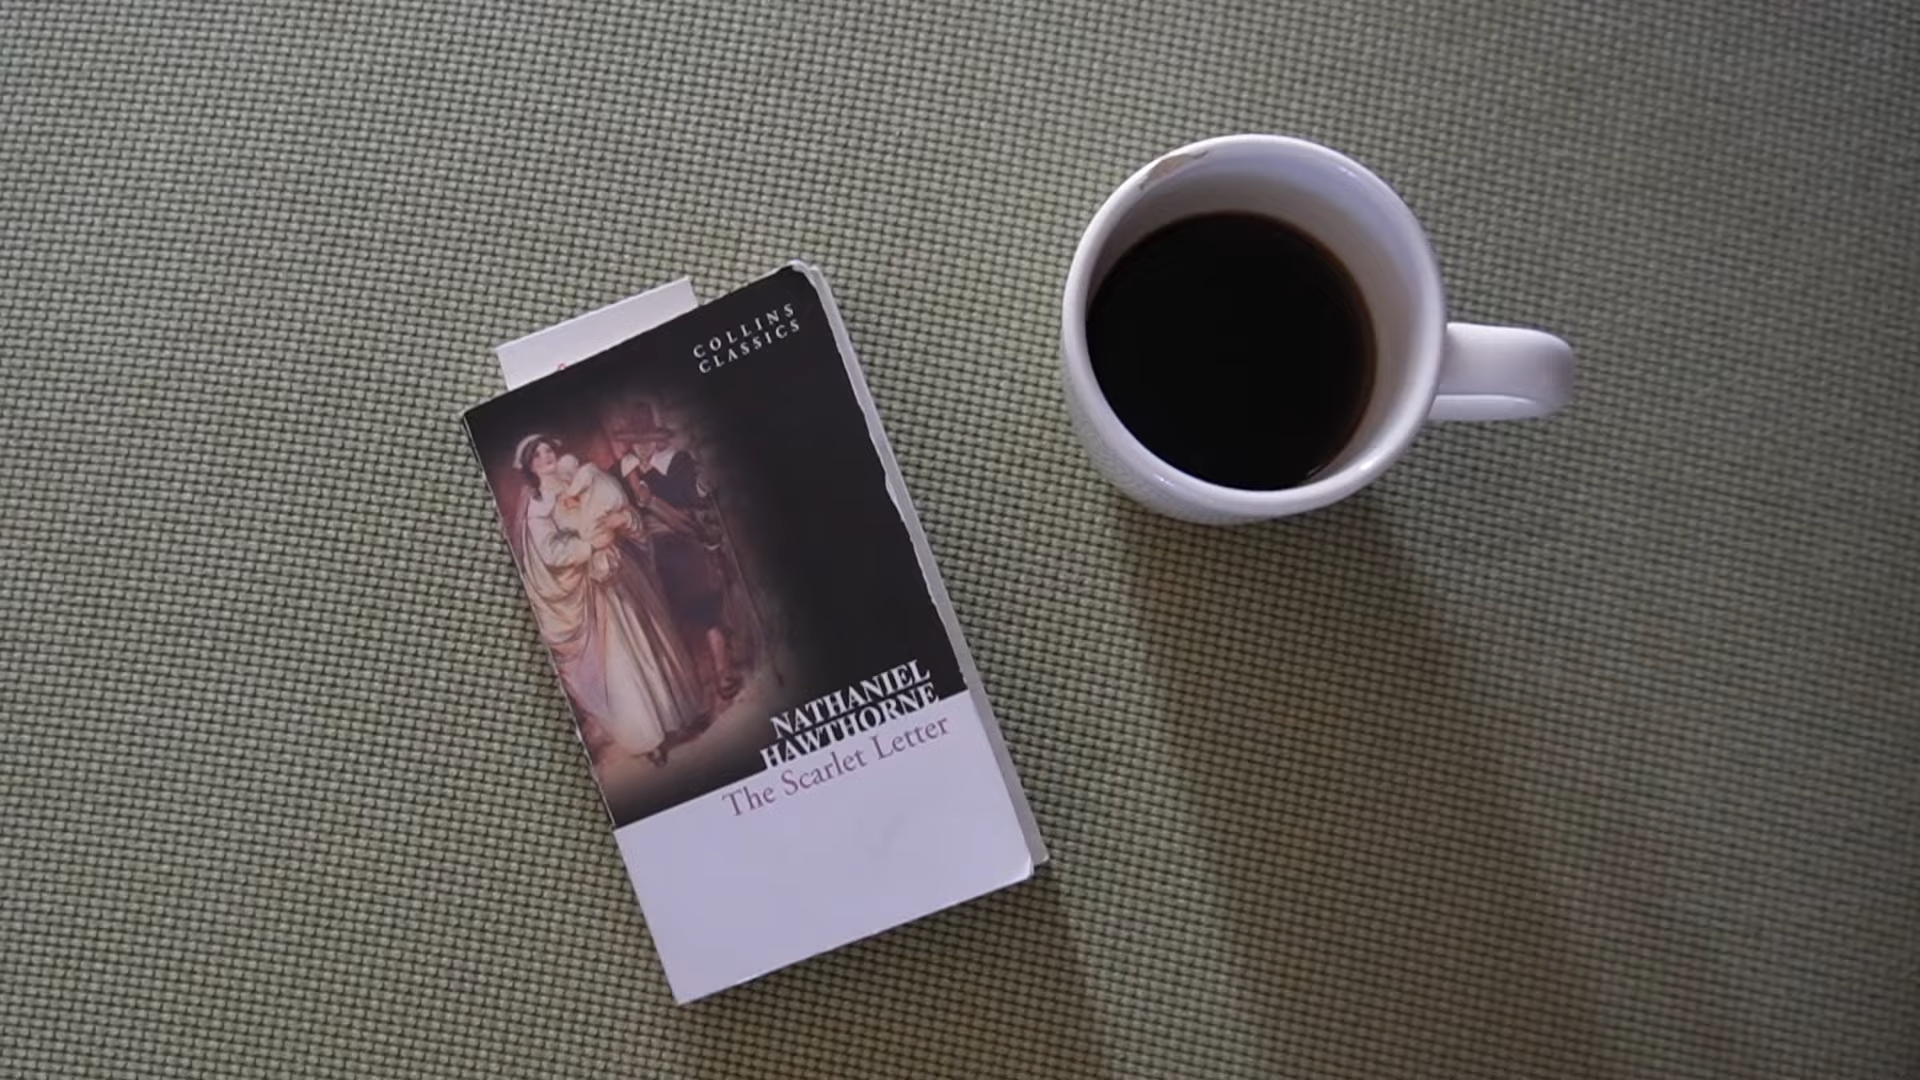 COLLINS
CLASSICS
NATHANIEL
HAWTHORNE
The Scarlet Letter